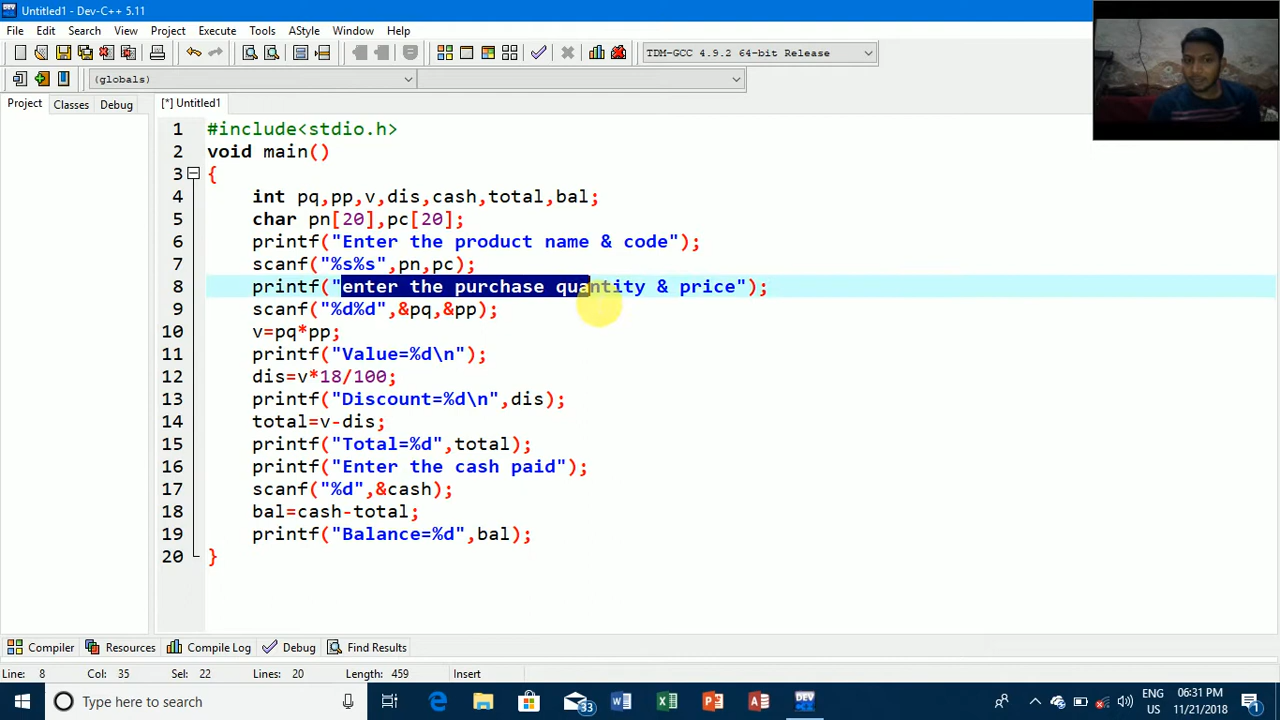 Untitled1 - Dev-C++ 5.11
File Edit Search View Project Execute Tools AStyle Window Help
TDM-GCC 4.9.2 64-bit Release
(globals)
Project Classes Debug [*] Untitled1
1 #include<stdio.h>
2 void main()
3 {
4 int pq,pp,v,dis,cash,total,bal;
5 char pn[20],pc[20];
6 printf("Enter the product name & code");
7 scanf("%s%s",pn,pc);
8 printf("enter the purchase quantity & price");
9 scanf("%d%d",&pq,&pp);
10 v=pq*pp;
11 printf("Value=%d\n");
12 dis=v*18/100;
13 printf("Discount=%d\n",dis);
14 total=v-dis;
15 printf("Total=%d",total);
16 printf("Enter the cash paid");
17 scanf("%d",&cash);
18 bal=cash-total;
19 printf("Balance=%d",bal);
20 }
Compiler Resources Compile Log Debug Find Results
Line: 8 Col: 35 Sel: 22 Lines: 20 Length: 459 Insert
Type here to search 33 DEV ENG US 06:31 PM 11/21/2018 1